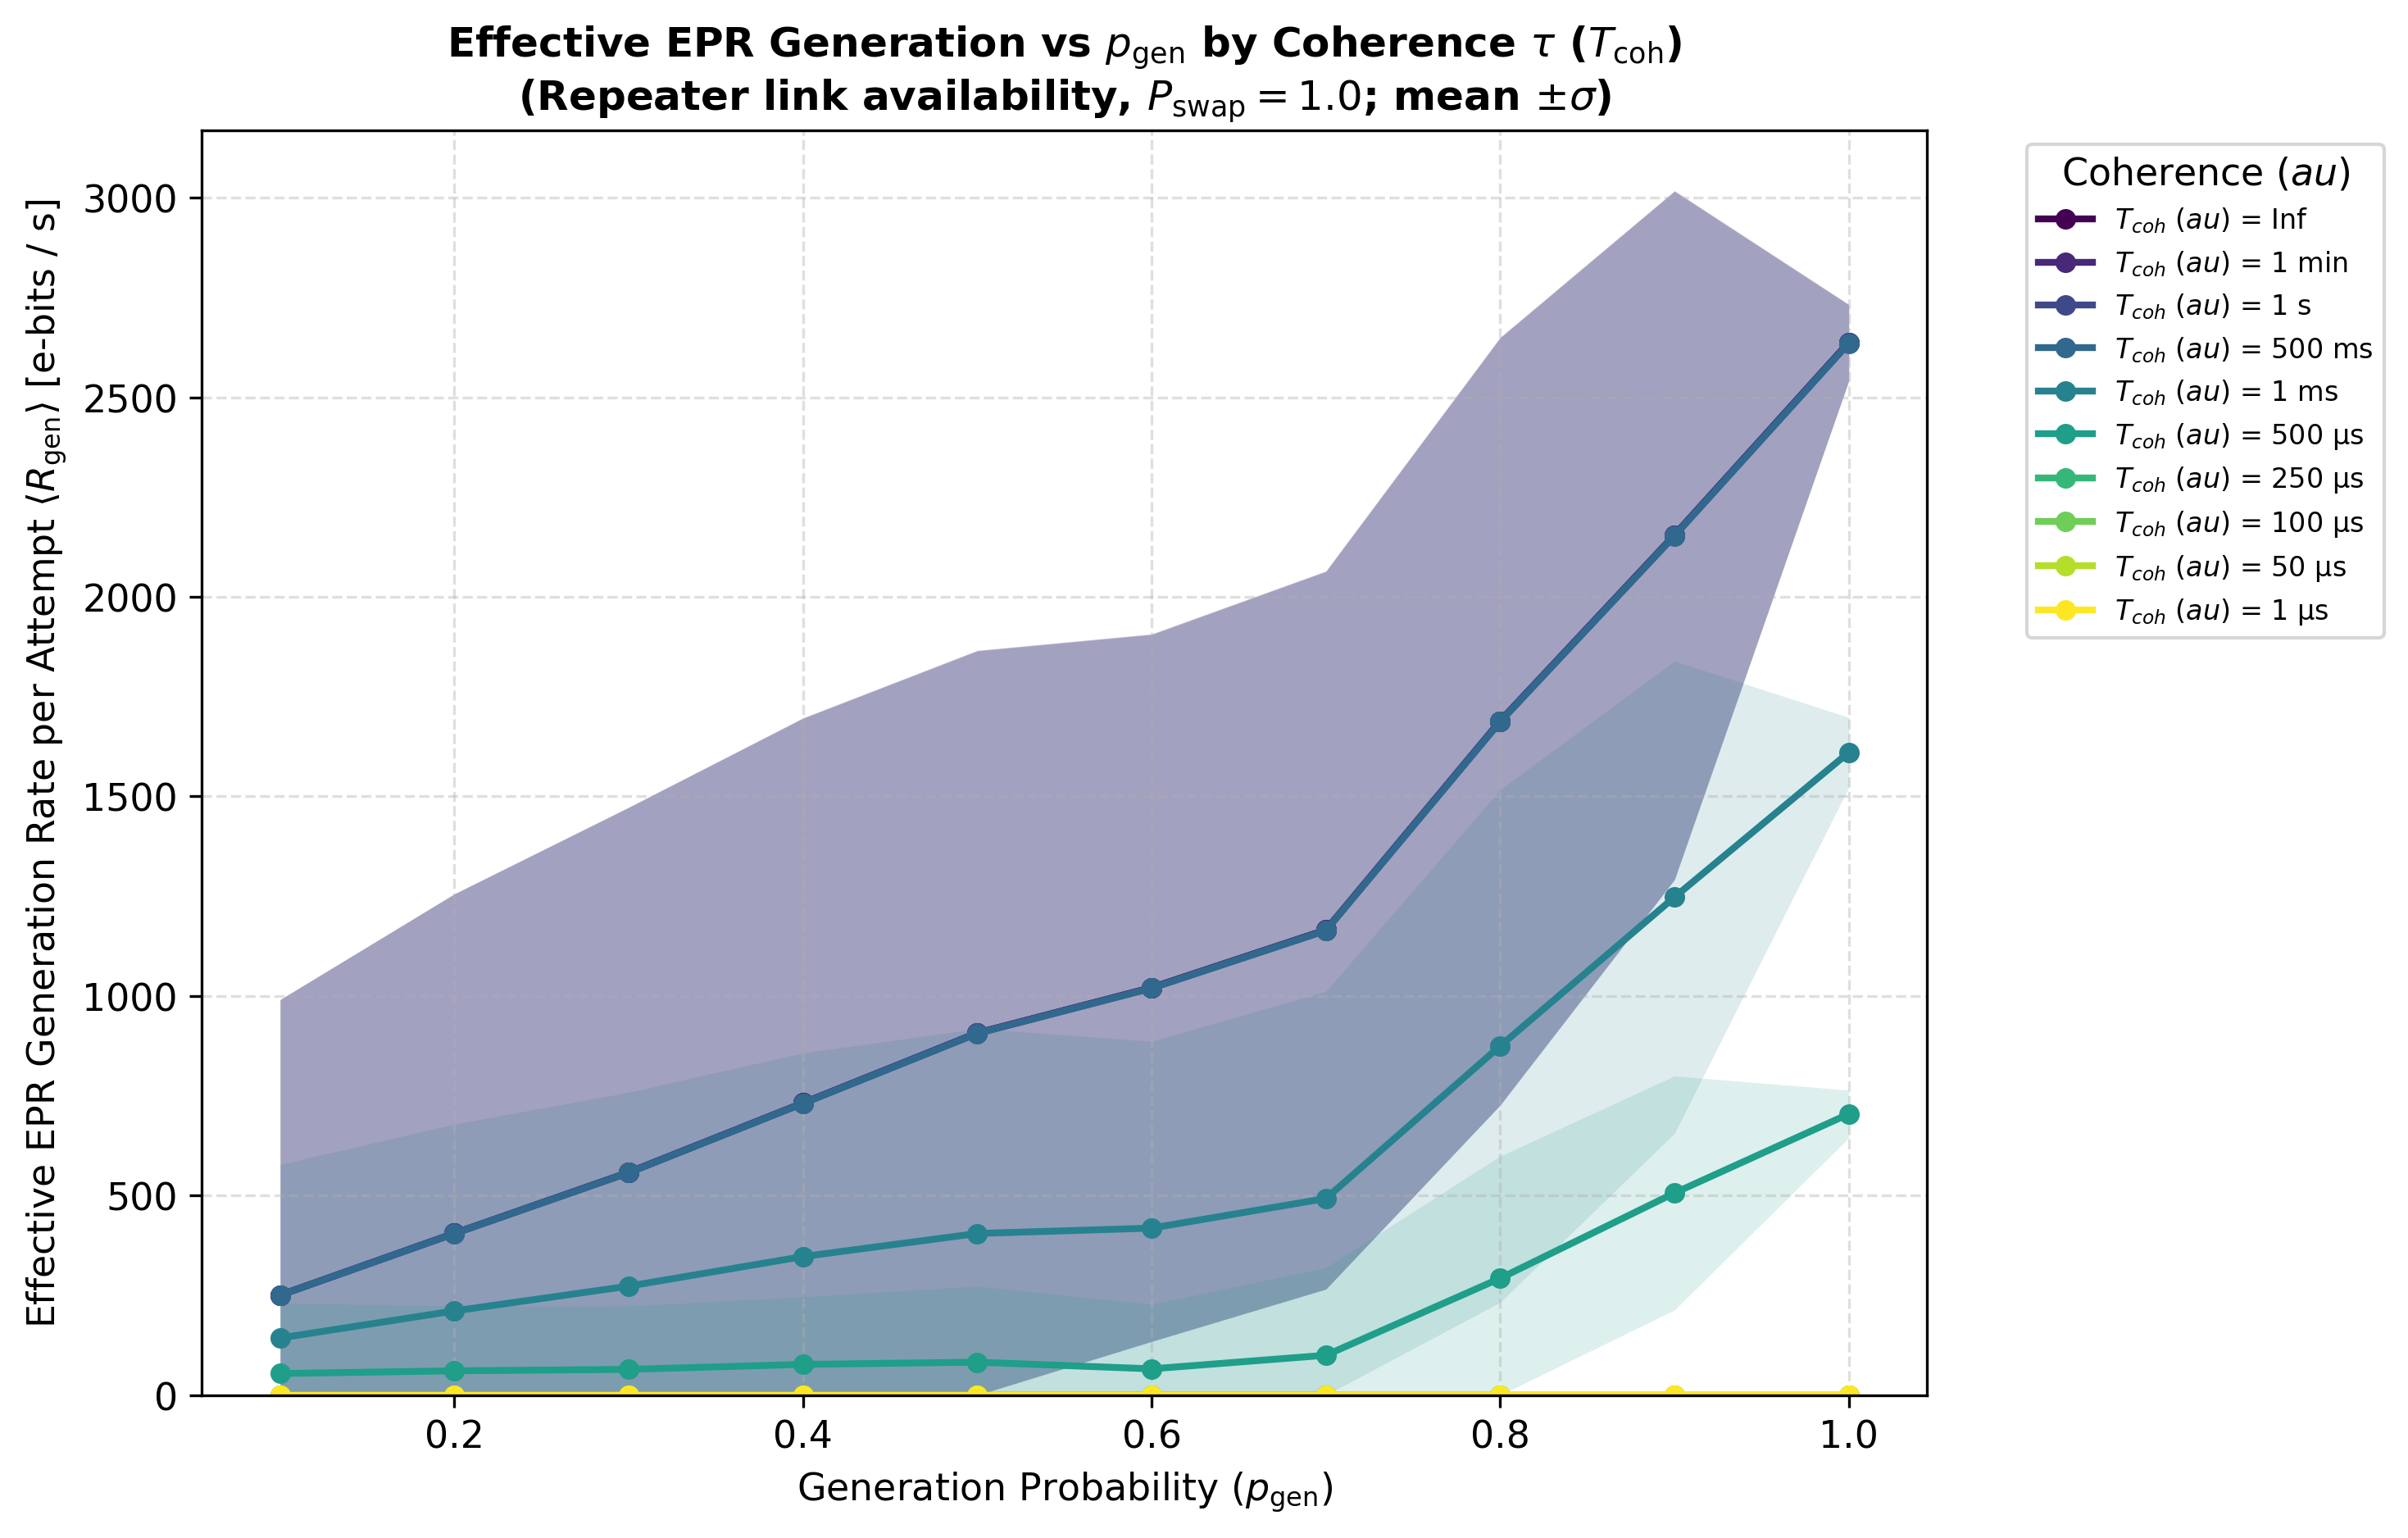 Effective EPR Generation vs p_gen by Coherence τ (T_coh)
(Repeater link availability, P_swap = 1.0; mean ±σ)
Effective EPR Generation Rate per Attempt ⟨R_gen⟩ [e-bits / s]
3000
2500
2000
1500
1000
500
0
0.2
0.4
0.6
0.8
1.0
Generation Probability (p_gen)
Coherence (au)
T_coh (au) = Inf
T_coh (au) = 1 min
T_coh (au) = 1 s
T_coh (au) = 500 ms
T_coh (au) = 1 ms
T_coh (au) = 500 µs
T_coh (au) = 250 µs
T_coh (au) = 100 µs
T_coh (au) = 50 µs
T_coh (au) = 1 µs